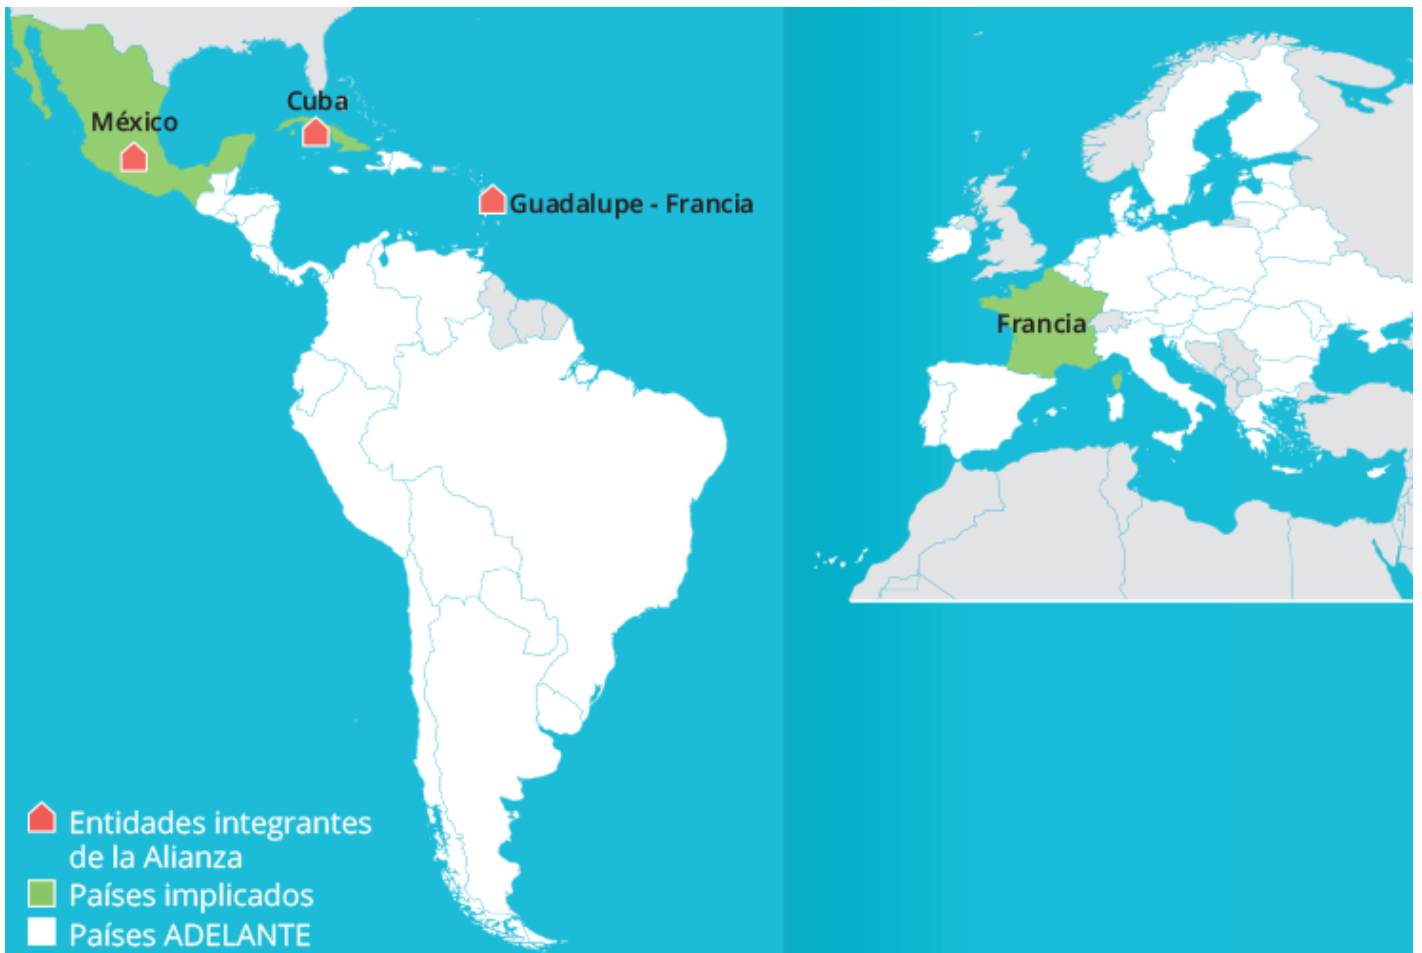 Cuba
México
Guadalupe - Francia
Francia
Entidades integrantes
de la Alianza
Países implicados
Países ADELANTE